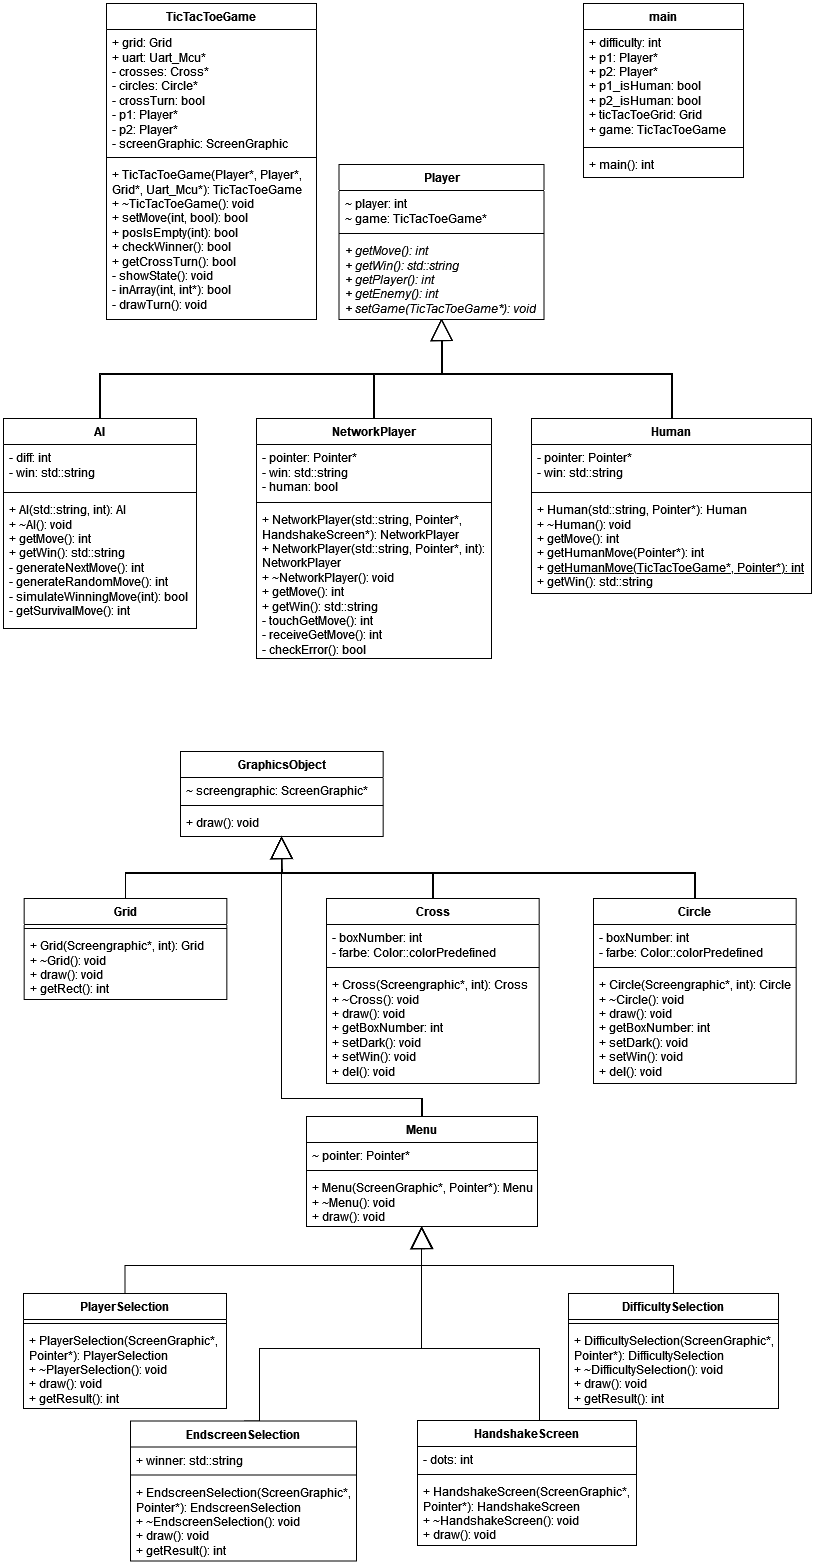 TicTacToeGame
+ grid: Grid
+ uart: Uart_Mcu*
- crosses: Cross*
- circles: Circle*
- crossTurn: bool
- p1: Player*
- p2: Player*
- screenGraphic: ScreenGraphic
+ TicTacToeGame(Player*, Player*,
Grid*, Uart_Mcu*): TicTacToeGame
+ ~TicTacToeGame(): void
+ setMove(int, bool): bool
+ posIsEmpty(int): bool
+ checkWinner(): bool
+ getCrossTurn(): bool
- showState(): void
- inArray(int, int*): bool
- drawTurn(): void
main
+ difficulty: int
+ p1: Player*
+ p2: Player*
+ p1_isHuman: bool
+ p2_isHuman: bool
+ ticTacToeGrid: Grid
+ game: TicTacToeGame
+ main(): int
Player
~ player: int
~ game: TicTacToeGame*
+ getMove(): int
+ getWin(): std::string
+ getPlayer(): int
+ getEnemy(): int
+ setGame(TicTacToeGame*): void
AI
- diff: int
- win: std::string
+ AI(std::string, int): AI
+ ~AI(): void
+ getMove(): int
+ getWin(): std::string
- generateNextMove(): int
- generateRandomMove(): int
- simulateWinningMove(int): bool
- getSurvivalMove(): int
NetworkPlayer
- pointer: Pointer*
- win: std::string
- human: bool
+ NetworkPlayer(std::string, Pointer*,
HandshakeScreen*): NetworkPlayer
+ NetworkPlayer(std::string, Pointer*, int):
NetworkPlayer
+ ~NetworkPlayer(): void
+ getMove(): int
+ getWin(): std::string
- touchGetMove(): int
- receiveGetMove(): int
- checkError(): bool
Human
- pointer: Pointer*
- win: std::string
+ Human(std::string, Pointer*): Human
+ ~Human(): void
+ getMove(): int
+ getHumanMove(Pointer*): int
+ getHumanMove(TicTacToeGame*, Pointer*): int
+ getWin(): std::string
GraphicsObject
~ screengraphic: ScreenGraphic*
+ draw(): void
Grid
+ Grid(Screengraphic*, int): Grid
+ ~Grid(): void
+ draw(): void
+ getRect(): int
Cross
- boxNumber: int
- farbe: Color::colorPredefined
+ Cross(Screengraphic*, int): Cross
+ ~Cross(): void
+ draw(): void
+ getBoxNumber: int
+ setDark(): void
+ setWin(): void
+ del(): void
Circle
- boxNumber: int
- farbe: Color::colorPredefined
+ Circle(Screengraphic*, int): Circle
+ ~Circle(): void
+ draw(): void
+ getBoxNumber: int
+ setDark(): void
+ setWin(): void
+ del(): void
Menu
~ pointer: Pointer*
+ Menu(ScreenGraphic*, Pointer*): Menu
+ ~Menu(): void
+ draw(): void
PlayerSelection
+ PlayerSelection(ScreenGraphic*,
Pointer*): PlayerSelection
+ ~PlayerSelection(): void
+ draw(): void
+ getResult(): int
DifficultySelection
+ DifficultySelection(ScreenGraphic*,
Pointer*): DifficultySelection
+ ~DifficultySelection(): void
+ draw(): void
+ getResult(): int
EndscreenSelection
+ winner: std::string
+ EndscreenSelection(ScreenGraphic*,
Pointer*): EndscreenSelection
+ ~EndscreenSelection(): void
+ draw(): void
+ getResult(): int
HandshakeScreen
- dots: int
+ HandshakeScreen(ScreenGraphic*,
Pointer*): HandshakeScreen
+ ~HandshakeScreen(): void
+ draw(): void